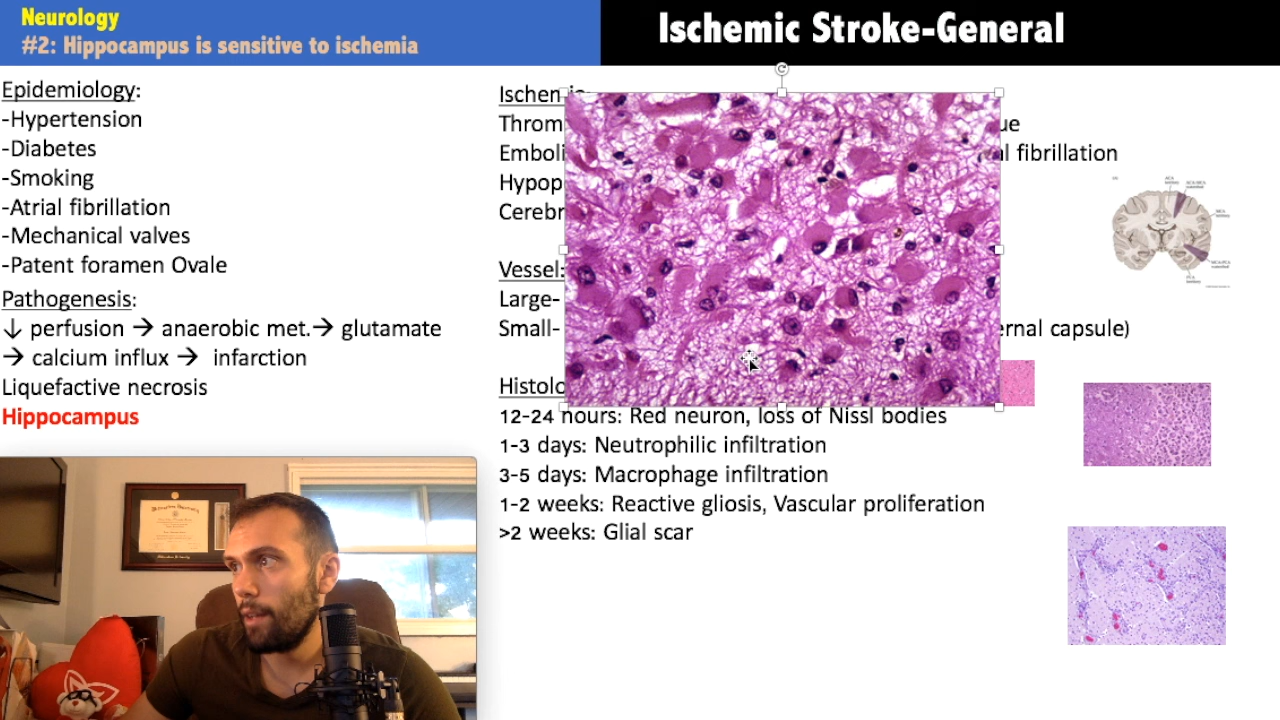 Neurology
#2: Hippocampus is sensitive to ischemia
Ischemic Stroke-General
Epidemiology:
-Hypertension
-Diabetes
-Smoking
-Atrial fibrillation
-Mechanical valves
-Patent foramen Ovale
Pathogenesis:
↓ perfusion → anaerobic met.→ glutamate
→ calcium influx → infarction
Liquefactive necrosis
Hippocampus
Throm
Emboli l fibrillation
Hypop
Cerebr
Vessel:
Large-
Small- ernal capsule)
Histolo
12-24 hours: Red neuron, loss of Nissl bodies
1-3 days: Neutrophilic infiltration
3-5 days: Macrophage infiltration
1-2 weeks: Reactive gliosis, Vascular proliferation
>2 weeks: Glial scar